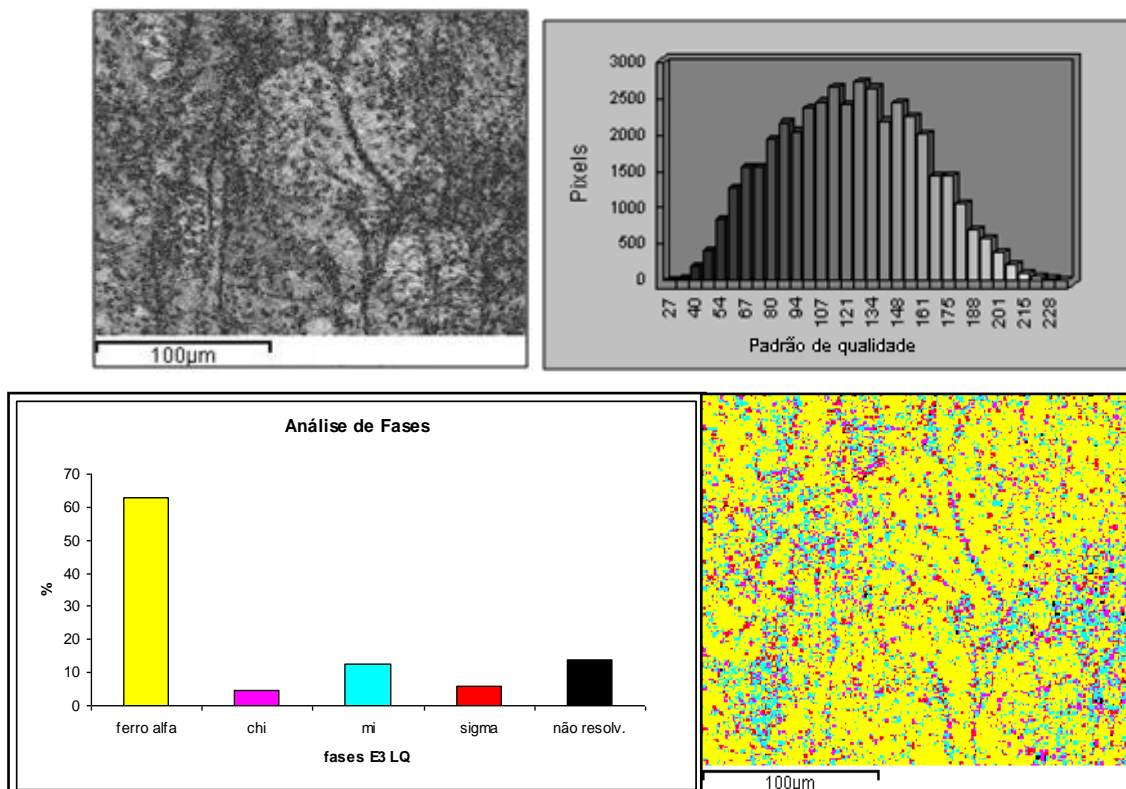 100µm
3000
2500
2000
1500
1000
500
0
Pixels
27 40 54 67 80 94 107 121 134 148 161 175 188 201 215 228
Padrão de qualidade
Análise de Fases
70
60
50
40
30
20
10
0
%
ferro alfa chi mi sigma não resolv.
fases E3 LQ
100µm